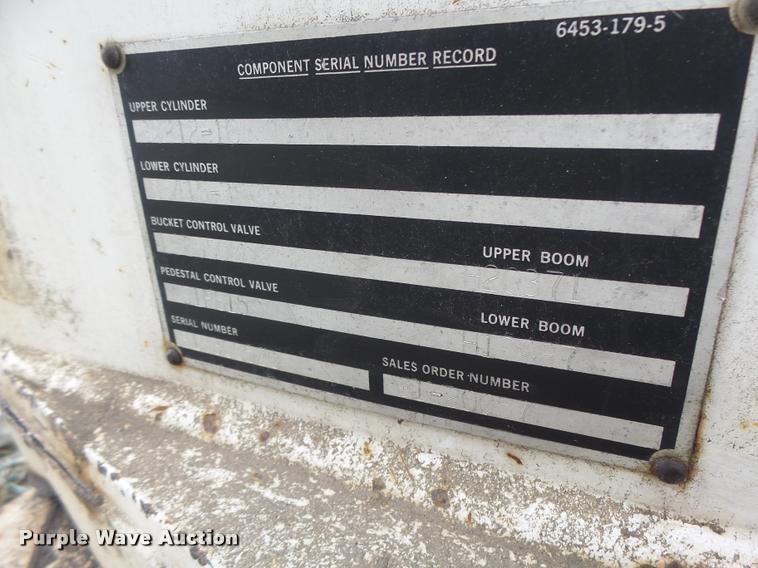 6453-179-5
COMPONENT SERIAL NUMBER RECORD
UPPER CYLINDER
LOWER CYLINDER
BUCKET CONTROL VALVE
UPPER BOOM
PEDESTAL CONTROL VALVE
LOWER BOOM
SERIAL NUMBER
SALES ORDER NUMBER
Purple Wave Auction